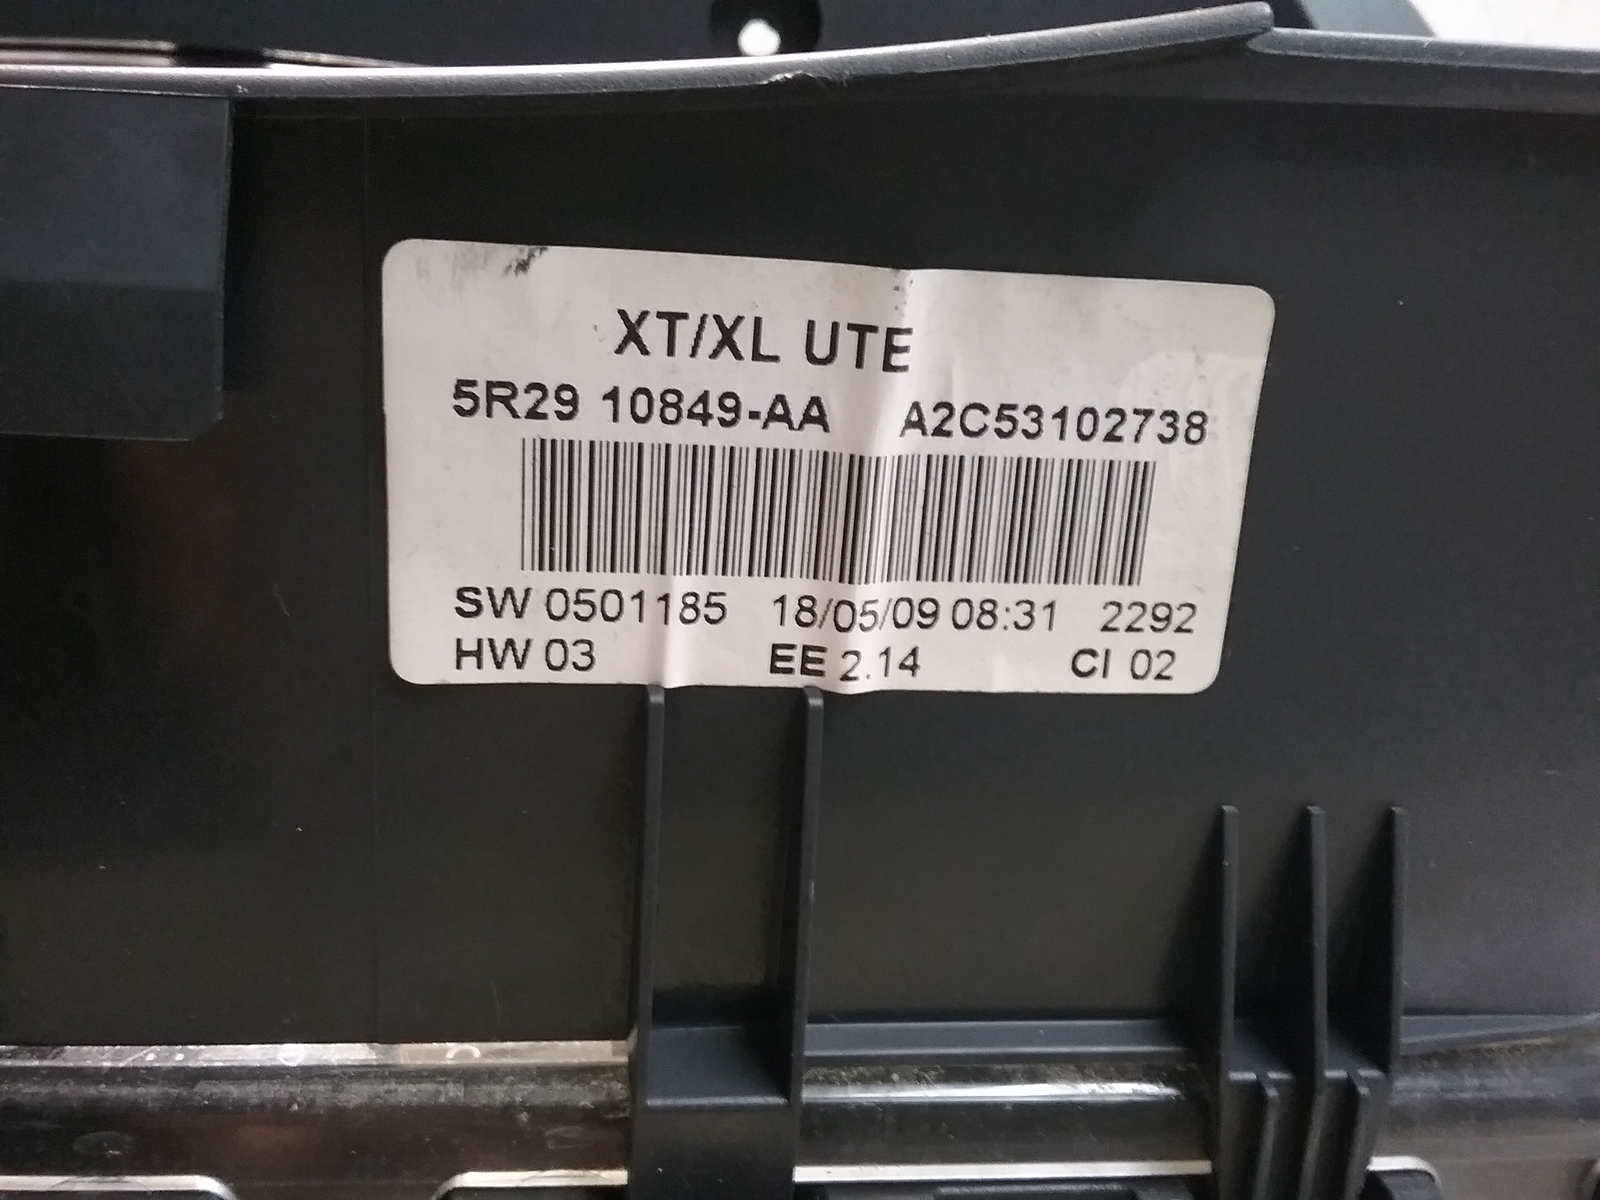 XT/XL UTE
5R29 10849-AA A2C53102738
SW 0501185 18/05/09 08:31 2292
HW 03 EE 2.14 CI 02